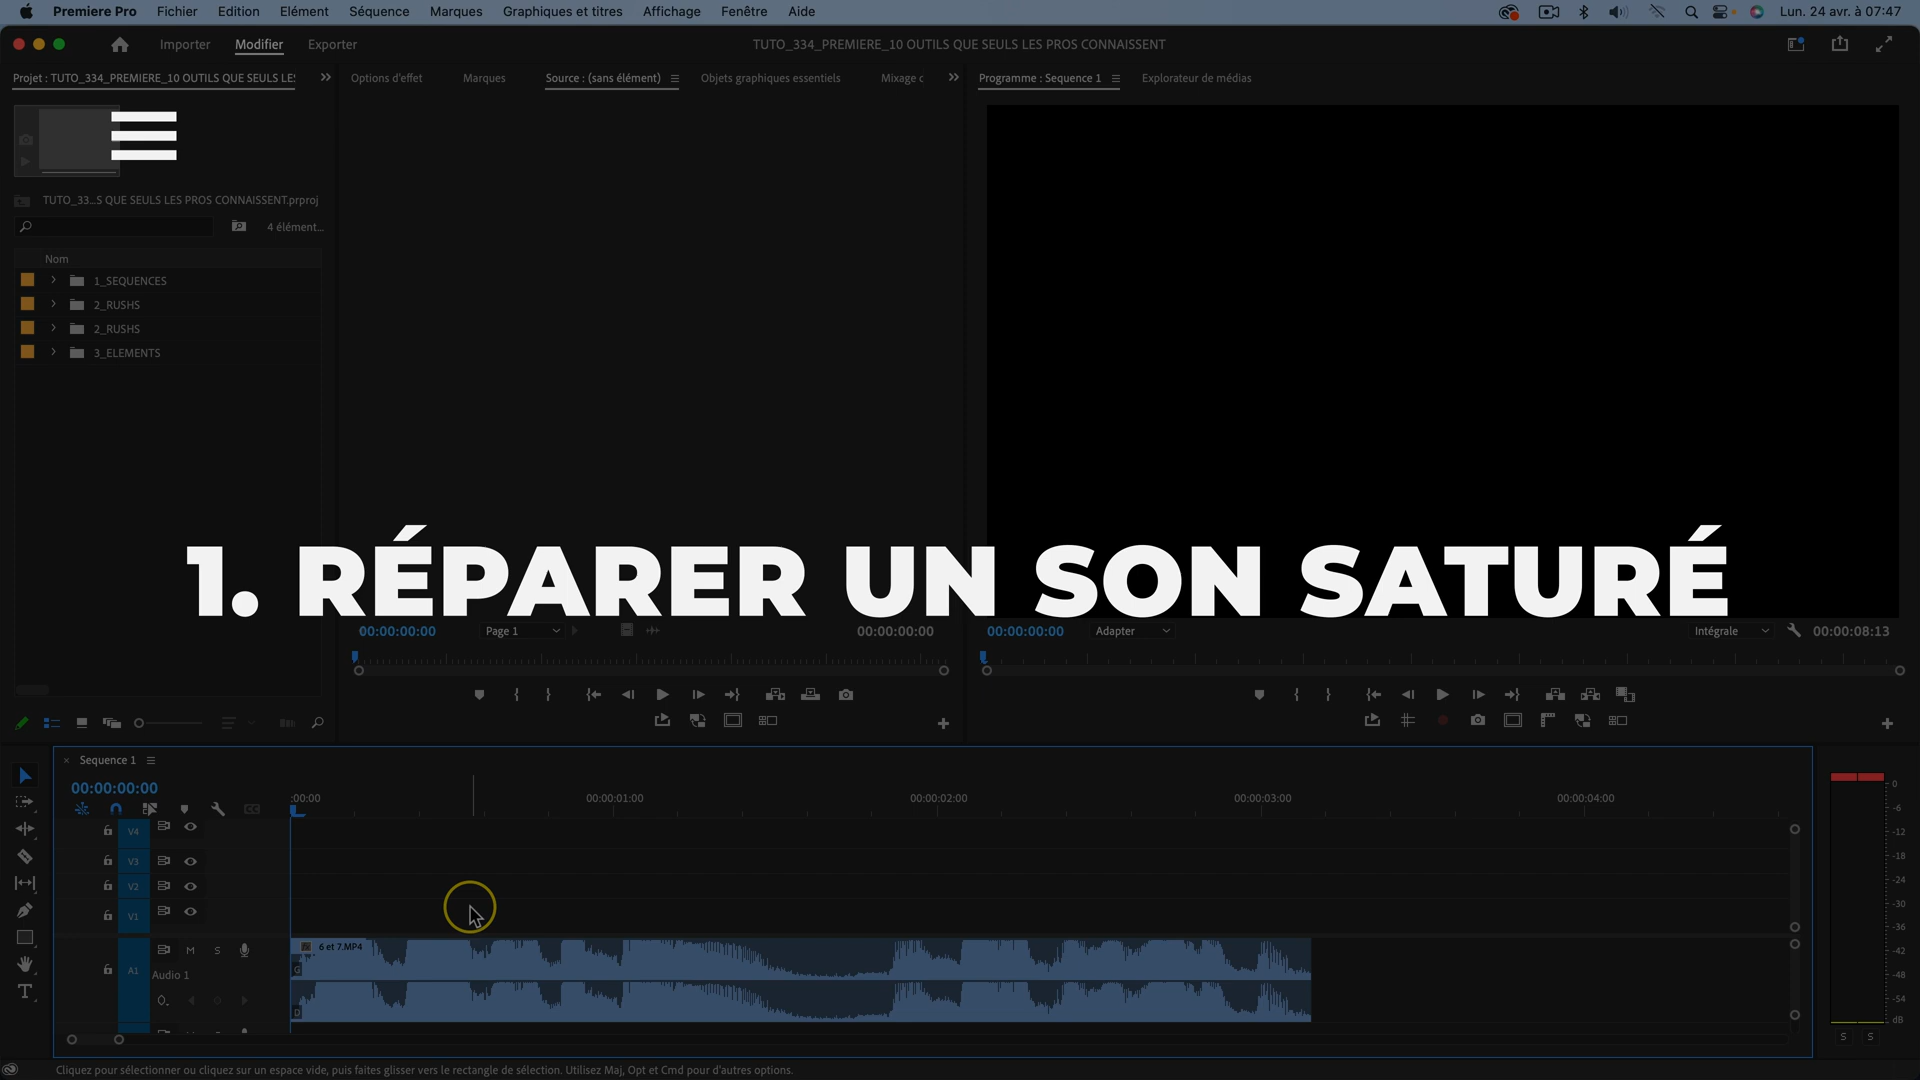 Premiere Pro Fichier Edition Elément Séquence Marques Graphiques et titres Affichage Fenêtre Aide Lun. 24 avr. à 07:47
Importer Modifier Exporter TUTO_334_PREMIERE_10 OUTILS QUE SEULS LES PROS CONNAISSENT
Projet : TUTO_334_PREMIERE_10 OUTILS QUE SEULS LES Options d'effet Marques Source : (sans élément) Objets graphiques essentiels Mixage Programme : Sequence 1 Explorateur de médias
TUTO_33...S QUE SEULS LES PROS CONNAISSENT.prproj
4 élément...
Nom
1_SEQUENCES
2_RUSHS
2_RUSHS
3_ELEMENTS
1. RÉPARER UN SON SATURÉ
00:00:00:00 Page 1 00:00:00:00 00:00:00:00 Adapter Intégrale 00:00:08:13
Sequence 1
00:00:00:00
:00:00 00:00:01:00 00:00:02:00 00:00:03:00 00:00:04:00
V4
V3
V2
V1
6 et 7.MP4
M S
A1 Audio 1
G
D
0
-6
-12
-18
-24
-30
-36
-42
-48
-54
dB
S S
Cliquez pour sélectionner ou cliquez sur un espace vide, puis faites glisser vers le rectangle de sélection. Utilisez Maj, Opt et Cmd pour d'autres options.